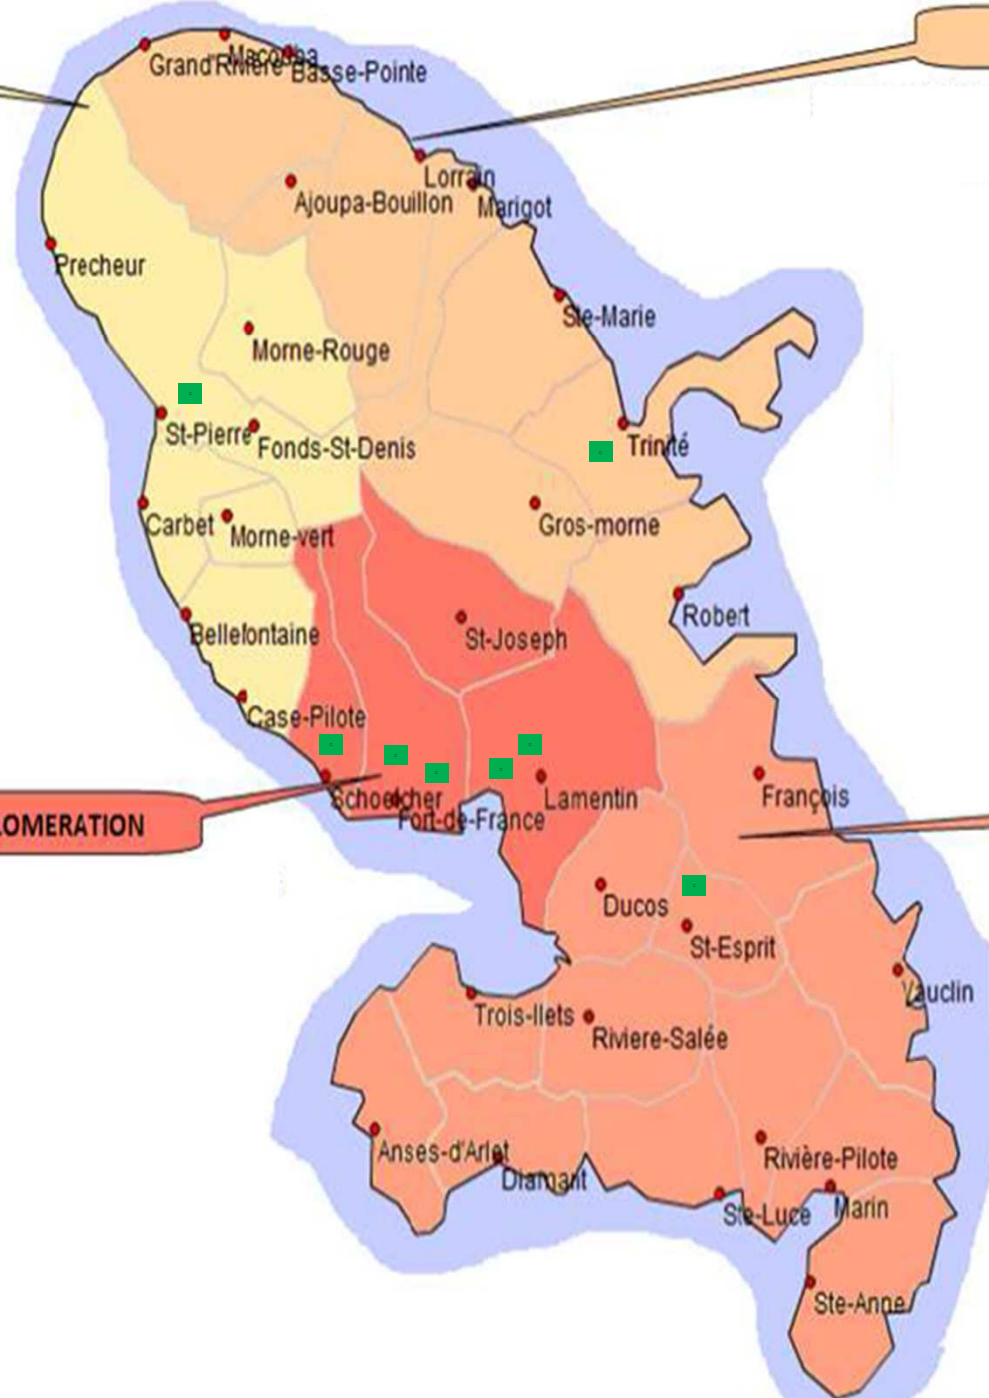 Macouba
Grand'Rivière
Basse-Pointe
Lorrain
Ajoupa-Bouillon
Marigot
Precheur
Ste-Marie
Morne-Rouge
St-Pierre
Trinité
Fonds-St-Denis
Carbet
Gros-morne
Morne-vert
Robert
Bellefontaine
St-Joseph
Case-Pilote
Schoelcher
Lamentin
François
LOMERATION
Fort-de-France
Ducos
St-Esprit
Vauclin
Trois-Ilets
Riviere-Salée
Anses-d'Arlet
Rivière-Pilote
Diamant
Ste-Luce
Marin
Ste-Anne